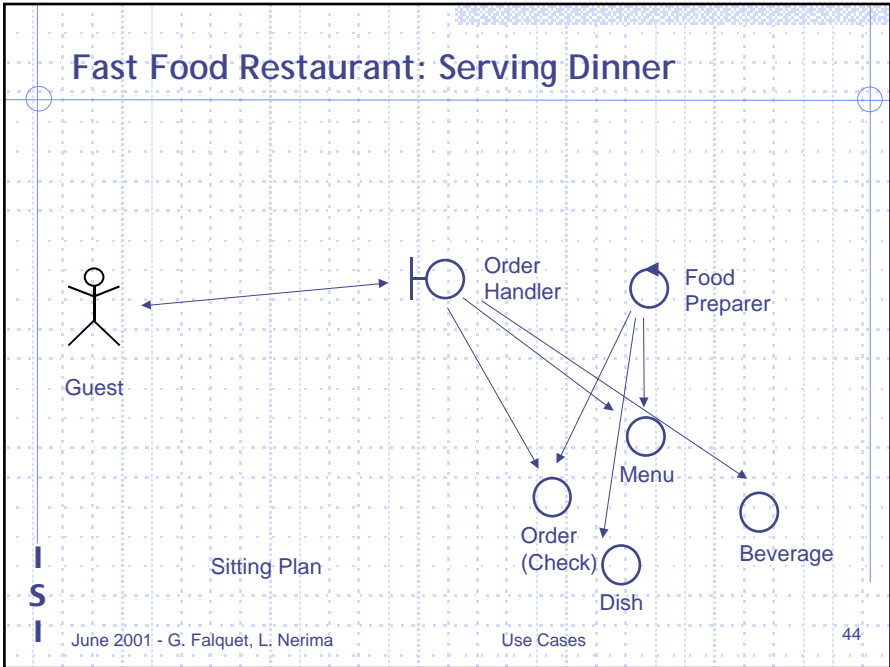 Fast Food Restaurant: Serving Dinner
Order
Handler
Food
Preparer
Guest
Menu
Order
(Check)
Beverage
Sitting Plan
Dish
I
S
I
June 2001 - G. Falquet, L. Nerima
Use Cases
44